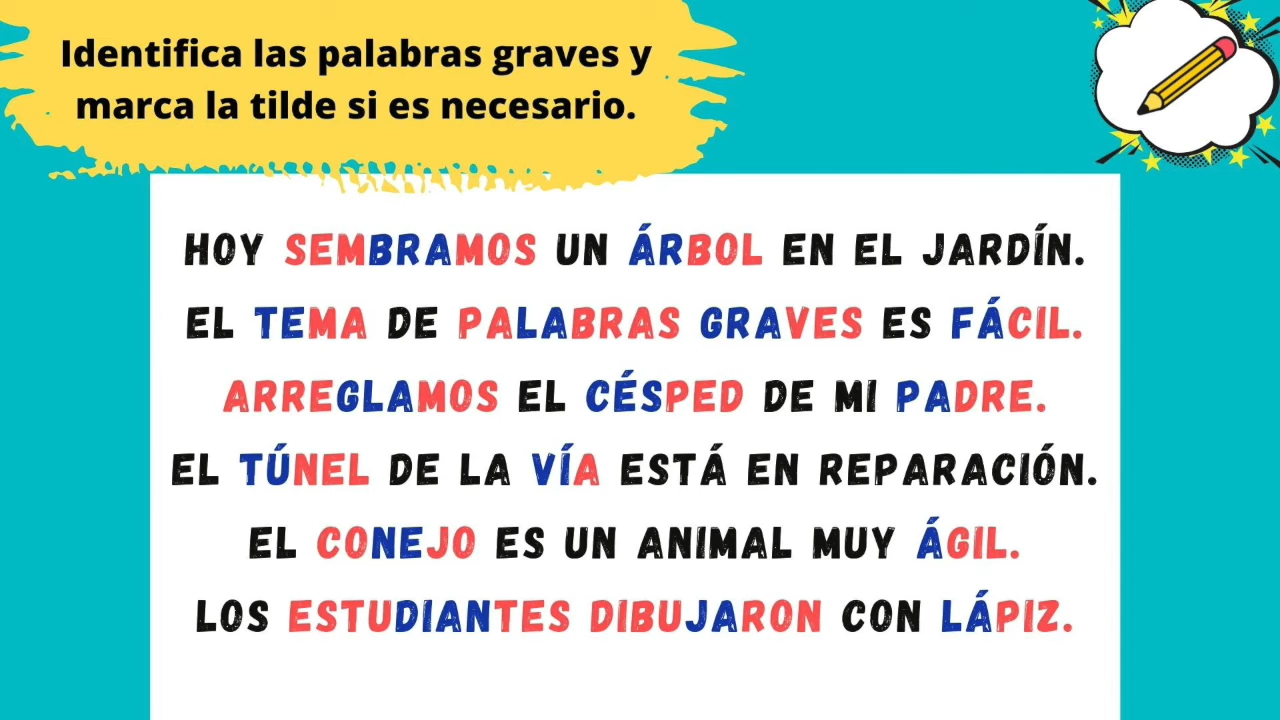 Identifica las palabras graves y
marca la tilde si es necesario.
HOY SEMBRAMOS UN ÁRBOL EN EL JARDÍN.
EL TEMA DE PALABRAS GRAVES ES FÁCIL.
ARREGLAMOS EL CÉSPED DE MI PADRE.
EL TÚNEL DE LA VÍA ESTÁ EN REPARACIÓN.
EL CONEJO ES UN ANIMAL MUY ÁGIL.
LOS ESTUDIANTES DIBUJARON CON LÁPIZ.